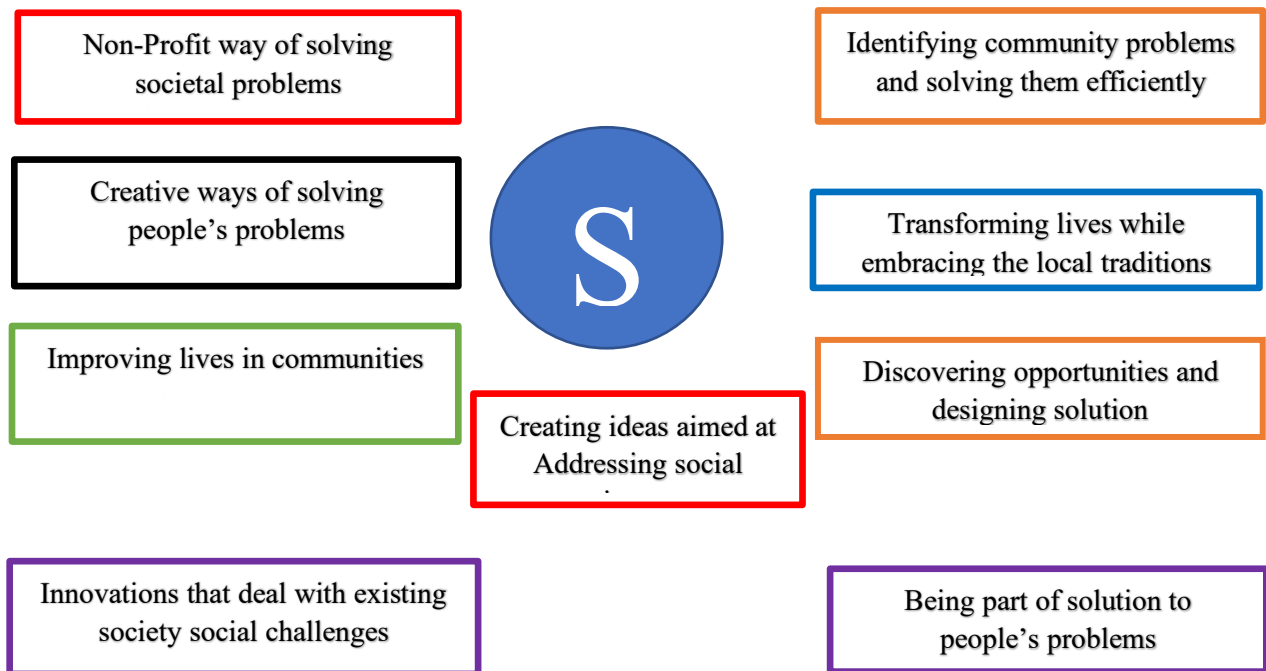 Non-Profit way of solving
societal problems
Identifying community problems
and solving them efficiently
Creative ways of solving
people's problems
S
Transforming lives while
embracing the local traditions
Improving lives in communities
Discovering opportunities and
designing solution
Creating ideas aimed at
Addressing social
Innovations that deal with existing
society social challenges
Being part of solution to
people's problems